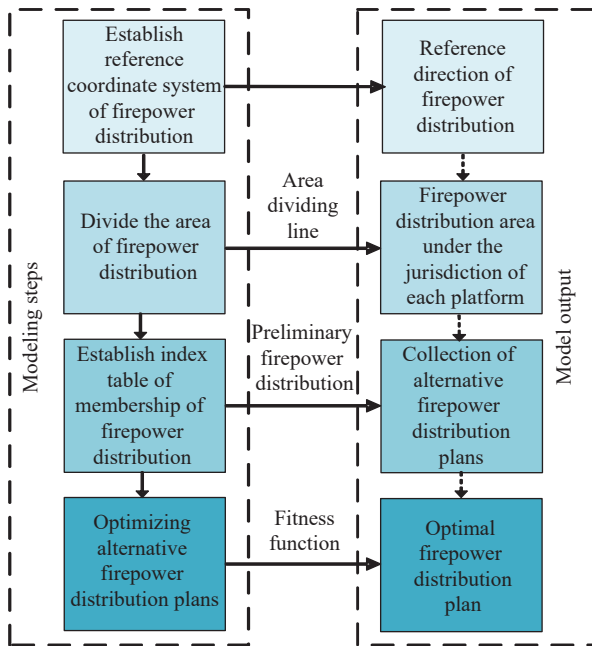 Modeling steps
Establish
reference
coordinate system
of firepower
distribution
Reference
direction of
firepower
distribution
Divide the area
of firepower
distribution
Area
dividing
line
Firepower
distribution area
under the
jurisdiction of
each platform
Establish index
table of
membership of
firepower
distribution
Preliminary
firepower
distribution
Collection of
alternative
firepower
distribution
plans
Optimizing
alternative
firepower
distribution plans
Fitness
function
Optimal
firepower
distribution
plan
Model output